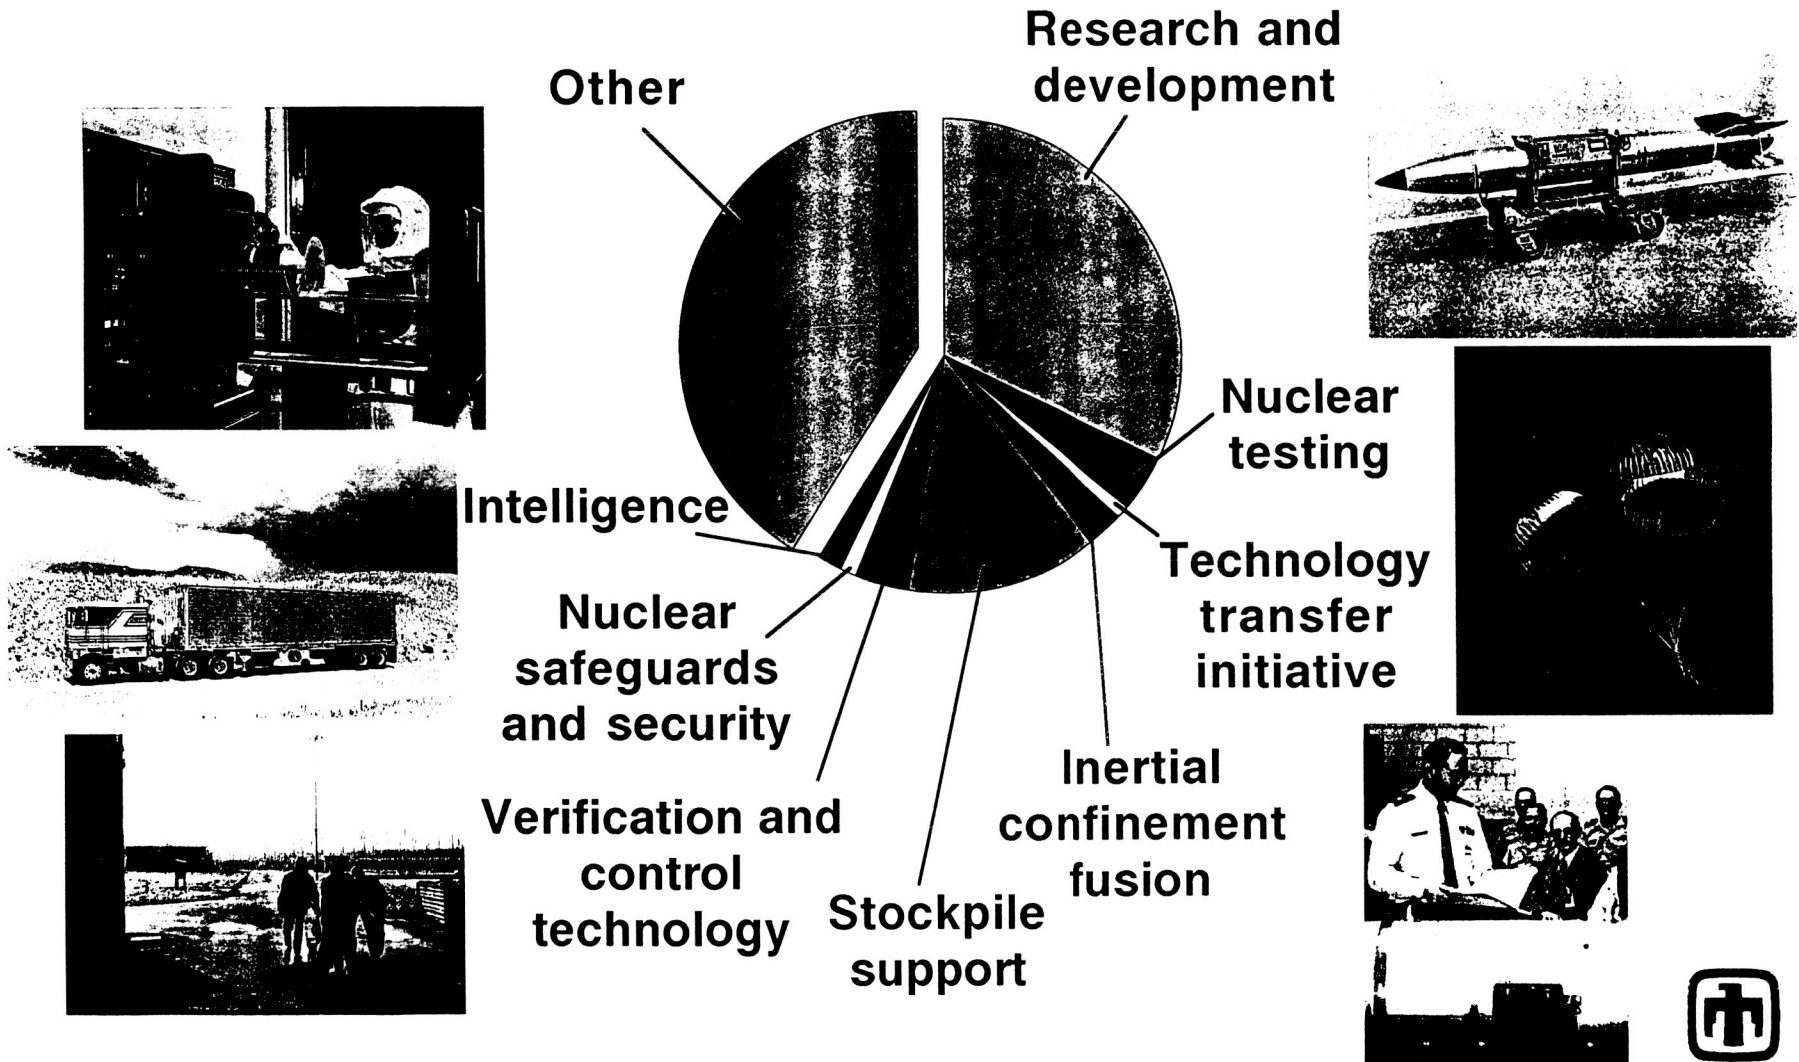 Research and
development
Other
Nuclear
testing
Intelligence
Technology
transfer
initiative
Nuclear
safeguards
and security
Inertial
confinement
fusion
Verification and
control
technology
Stockpile
support